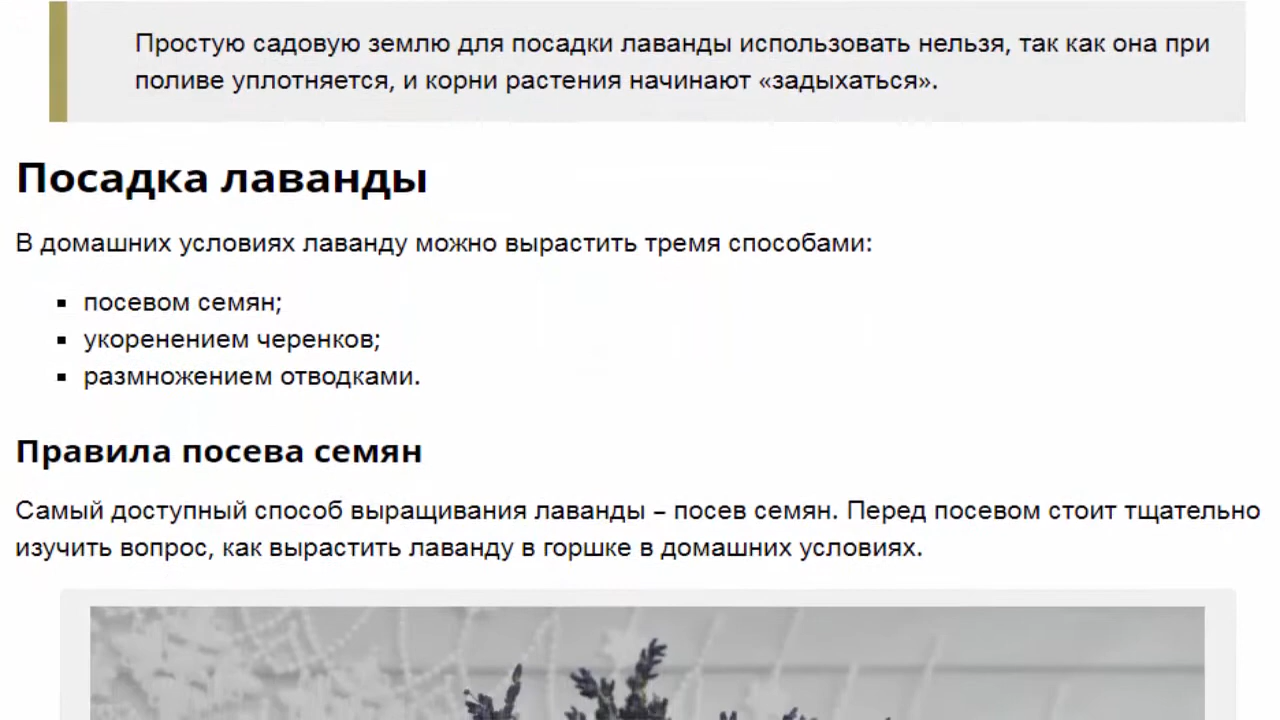 Простую садовую землю для посадки лаванды использовать нельзя, так как она при
поливе уплотняется, и корни растения начинают «задыхаться».
Посадка лаванды
В домашних условиях лаванду можно вырастить тремя способами:
посевом семян;
укоренением черенков;
размножением отводками.
Правила посева семян
Самый доступный способ выращивания лаванды – посев семян. Перед посевом стоит тщательно
изучить вопрос, как вырастить лаванду в горшке в домашних условиях.